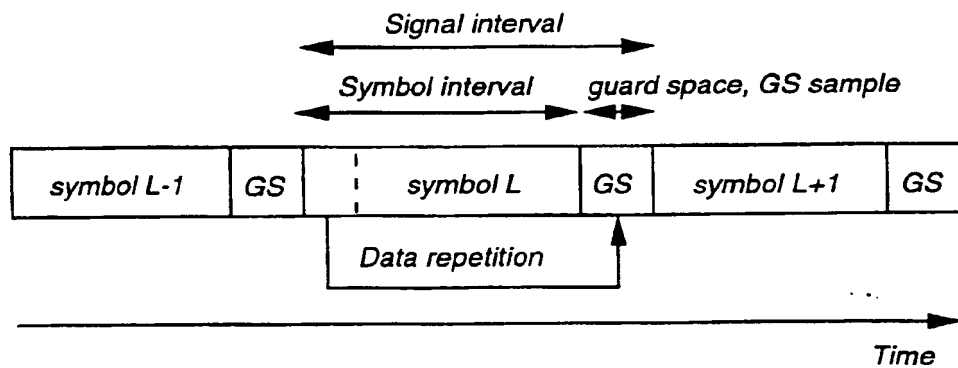 Signal interval
Symbol interval
guard space, GS sample
symbol L-1
GS
symbol L
GS
symbol L+1
GS
Data repetition
Time